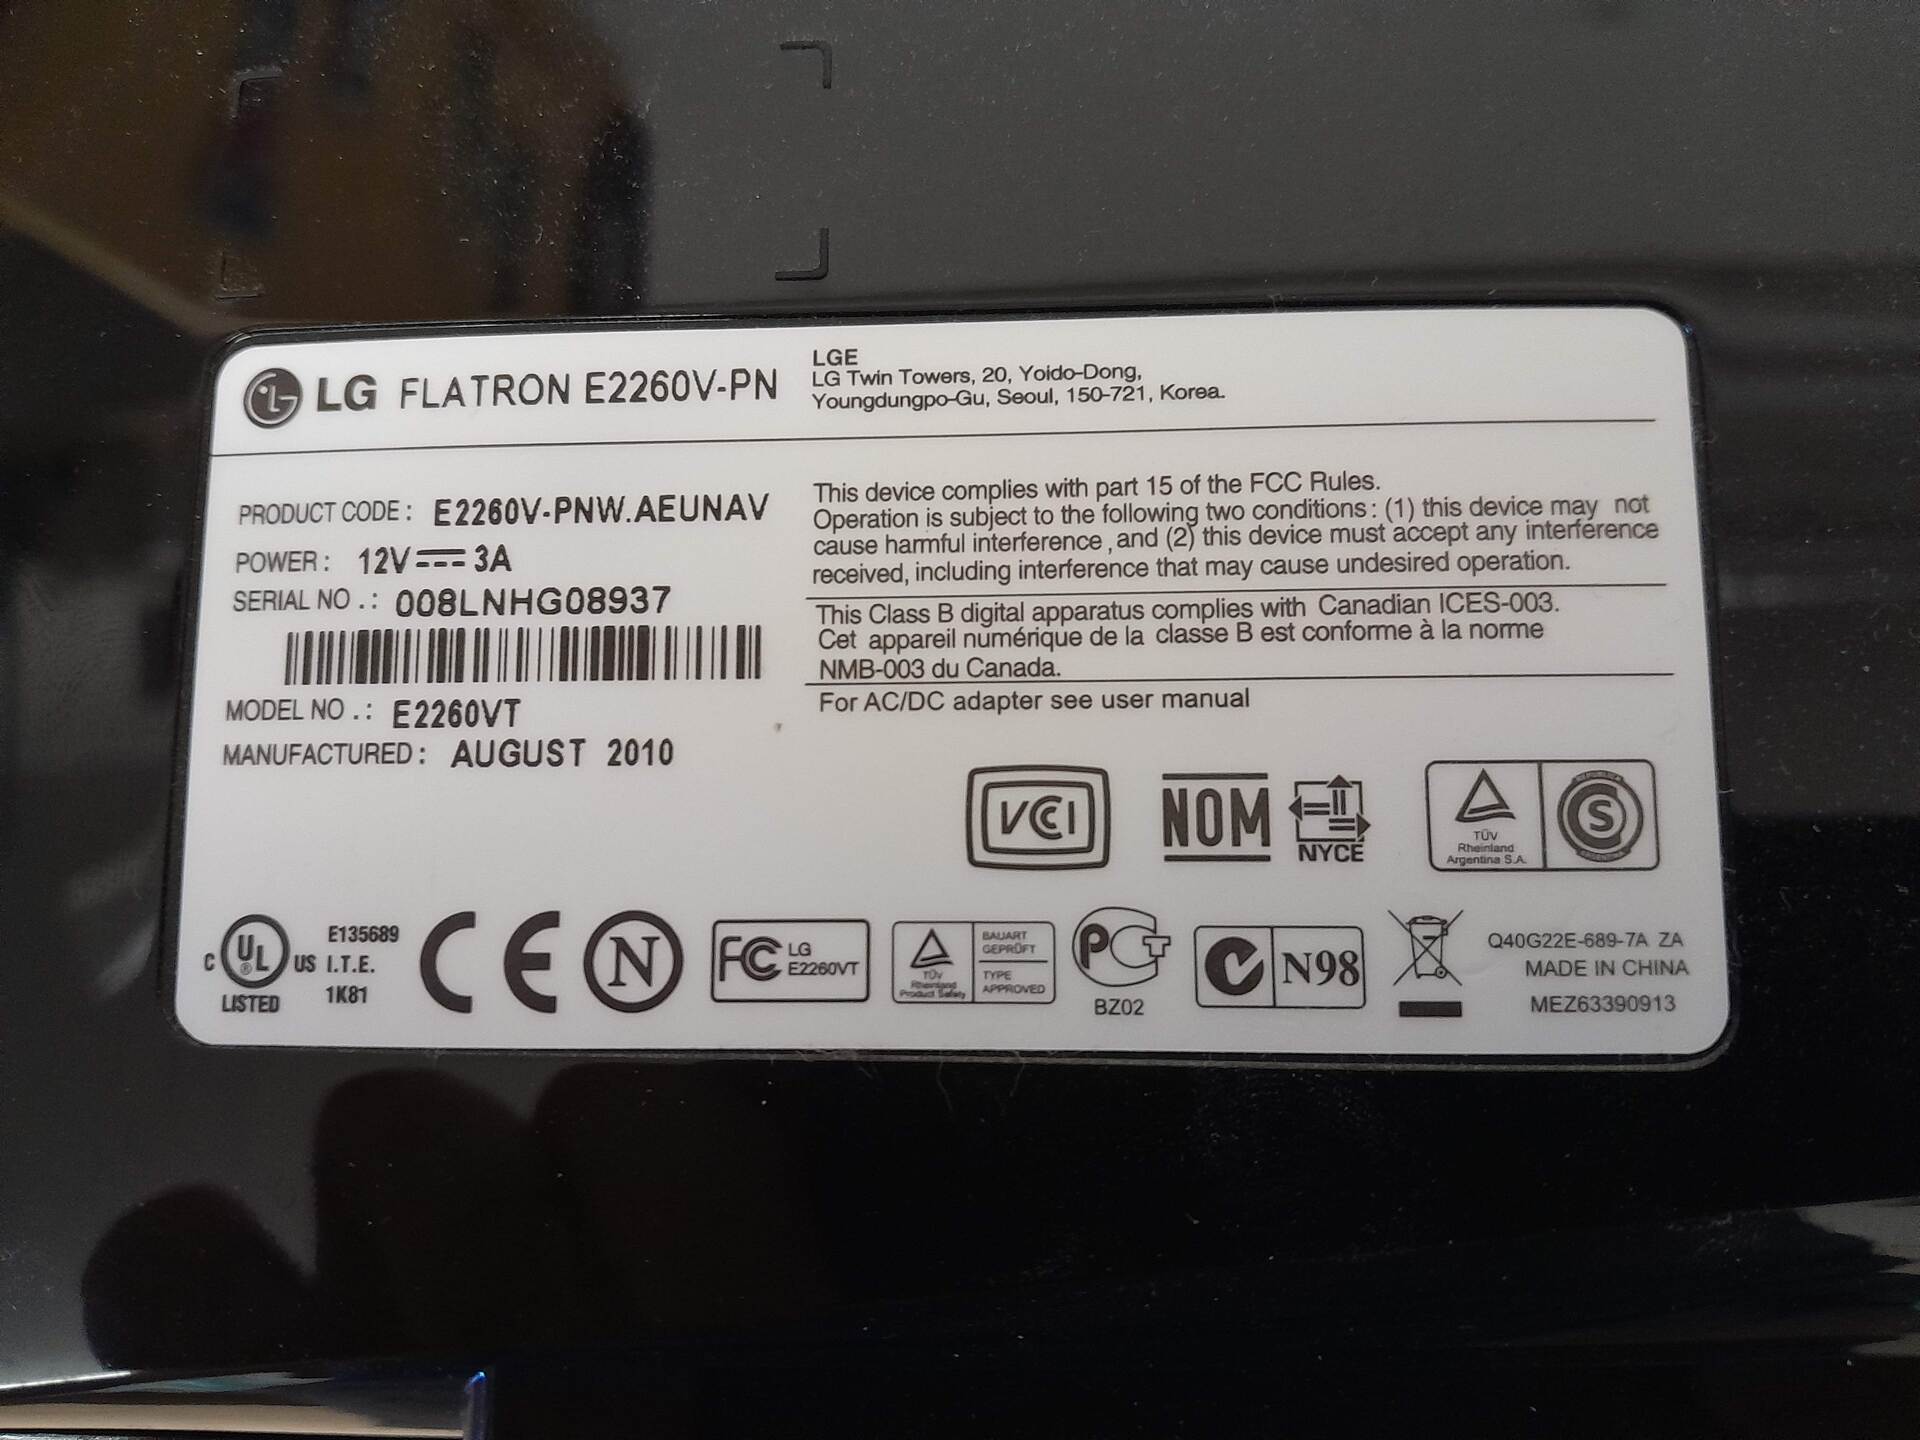 LG FLATRON E2260V-PN
LGE
LG Twin Towers, 20, Yoido-Dong,
Youngdungpo-Gu, Seoul, 150-721, Korea.
PRODUCT CODE : E2260V-PNW.AEUNAV
POWER : 12V 3A
SERIAL NO . : 008LNHG08937
MODEL NO . : E2260VT
MANUFACTURED : AUGUST 2010
This device complies with part 15 of the FCC Rules.
Operation is subject to the following two conditions : (1) this device may not
cause harmful interference , and (2) this device must accept any interference
received, including interference that may cause undesired operation.
This Class B digital apparatus complies with Canadian ICES-003.
Cet appareil numérique de la classe B est conforme à la norme
NMB-003 du Canada.
For AC/DC adapter see user manual
VCCI
NOM
NYCE
TÜV
Rheinland
Argentina S.A.
REPUBLICA
S
ARGENTINA
C UL ® US
LISTED
E135689
I.T.E.
1K81
CE
N
FC
LG
E2260VT
TÜV
Rheinland
Product Safety
BAUART
GEPRÜFT
TYPE
APPROVED
PCT
BZ02
N98
Q40G22E-689-7A ZA
MADE IN CHINA
MEZ63390913